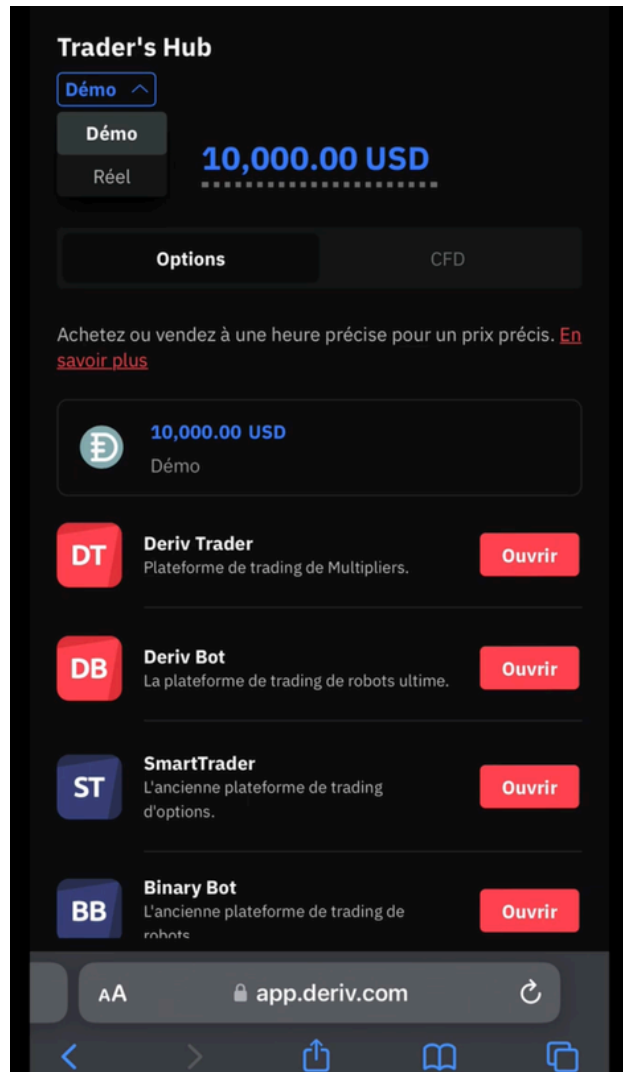 Trader's Hub
Démo
Démo
Réel
10,000.00 USD
Options
CFD
Achetez ou vendez à une heure précise pour un prix précis. En
savoir plus
10,000.00 USD
Démo
DT
Deriv Trader
Plateforme de trading de Multipliers.
Ouvrir
DB
Deriv Bot
La plateforme de trading de robots ultime.
Ouvrir
ST
SmartTrader
L'ancienne plateforme de trading
d'options.
Ouvrir
BB
Binary Bot
L'ancienne plateforme de trading de
robots
Ouvrir
AA
app.deriv.com